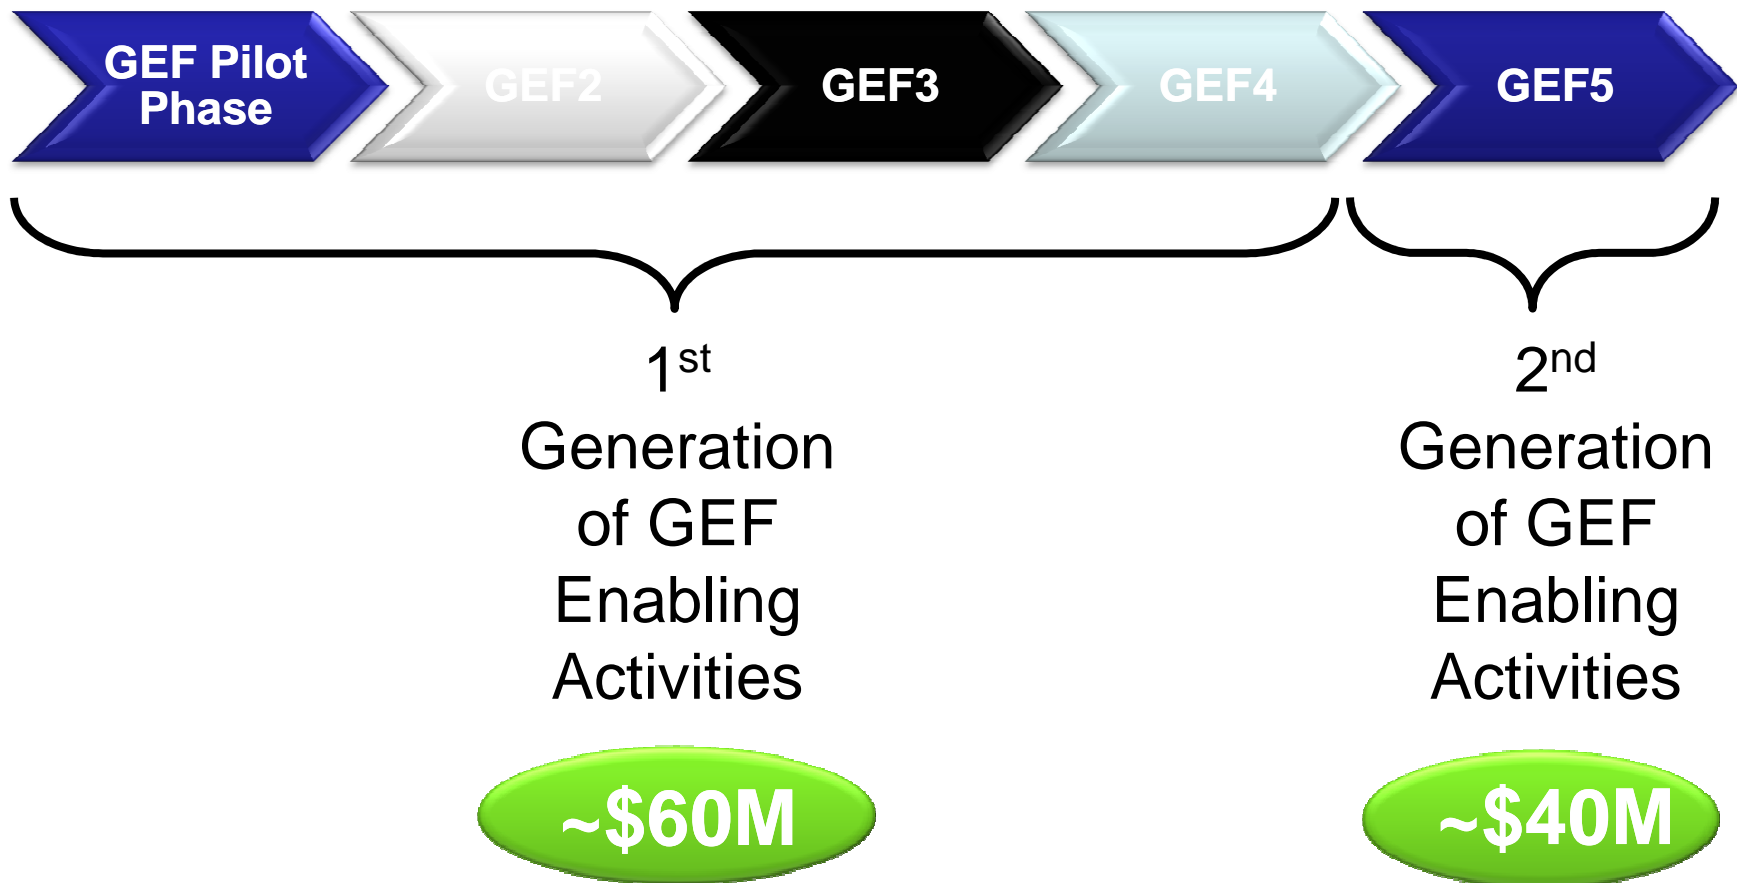 GEF Pilot
Phase
GEF2
GEF3
GEF4
GEF5
1st
Generation
of GEF
Enabling
Activities
~$60M
2nd
Generation
of GEF
Enabling
Activities
~$40M